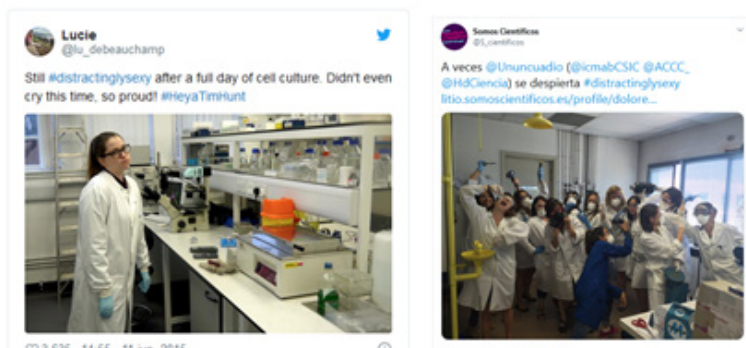 Lucie
@lu_debeauchamp
Still #distractinglysexy after a full day of cell culture. Didn't even
cry this time, so proud!! #HeyaTimHunt
Somos Científicos
@S_cientificos
A veces @Ununcuadio (@icmabCSIC @ACCC_
@HdCiencia) se despierta #distractinglysexy
litio.somoscientificos.es/profile/dolore...